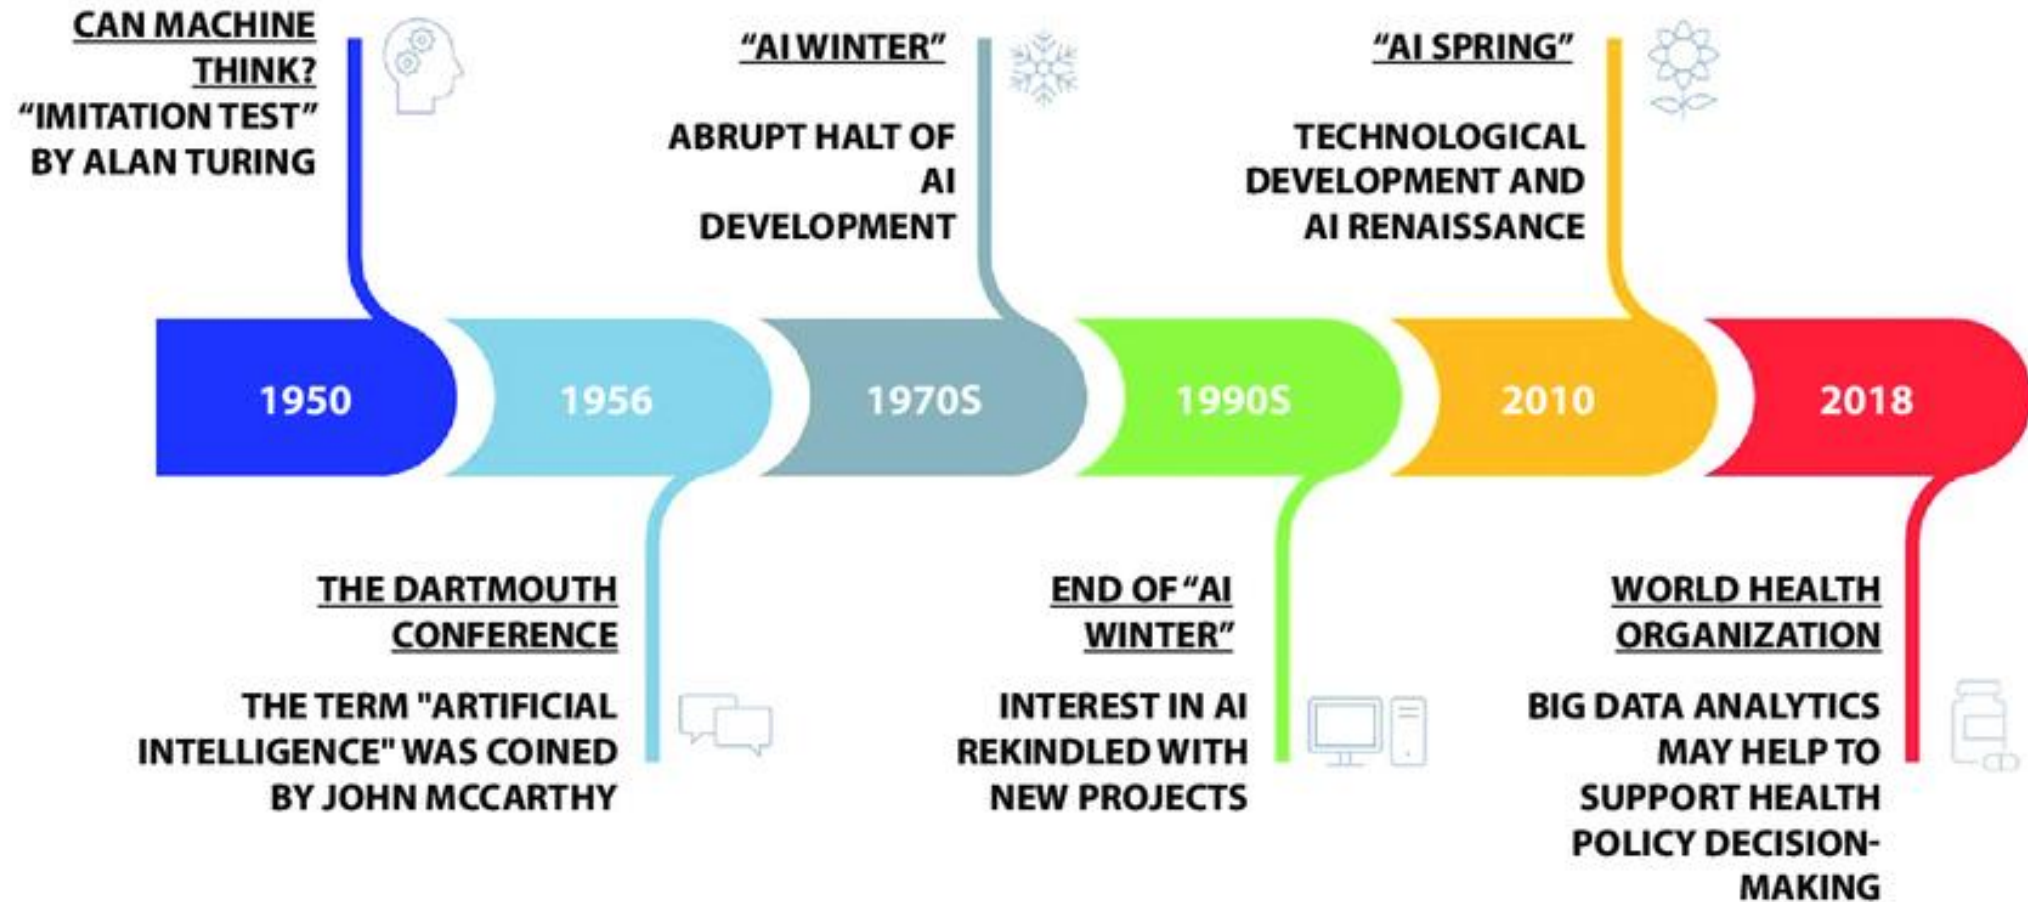 CAN MACHINE
THINK?
“IMITATION TEST”
BY ALAN TURING
“AI WINTER”
ABRUPT HALT OF
AI
DEVELOPMENT
“AI SPRING”
TECHNOLOGICAL
DEVELOPMENT AND
AI RENAISSANCE
1950
1956
1970S
1990S
2010
2018
THE DARTMOUTH
CONFERENCE
THE TERM "ARTIFICIAL
INTELLIGENCE" WAS COINED
BY JOHN MCCARTHY
END OF “AI
WINTER”
INTEREST IN AI
REKINDLED WITH
NEW PROJECTS
WORLD HEALTH
ORGANIZATION
BIG DATA ANALYTICS
MAY HELP TO
SUPPORT HEALTH
POLICY DECISION-
MAKING